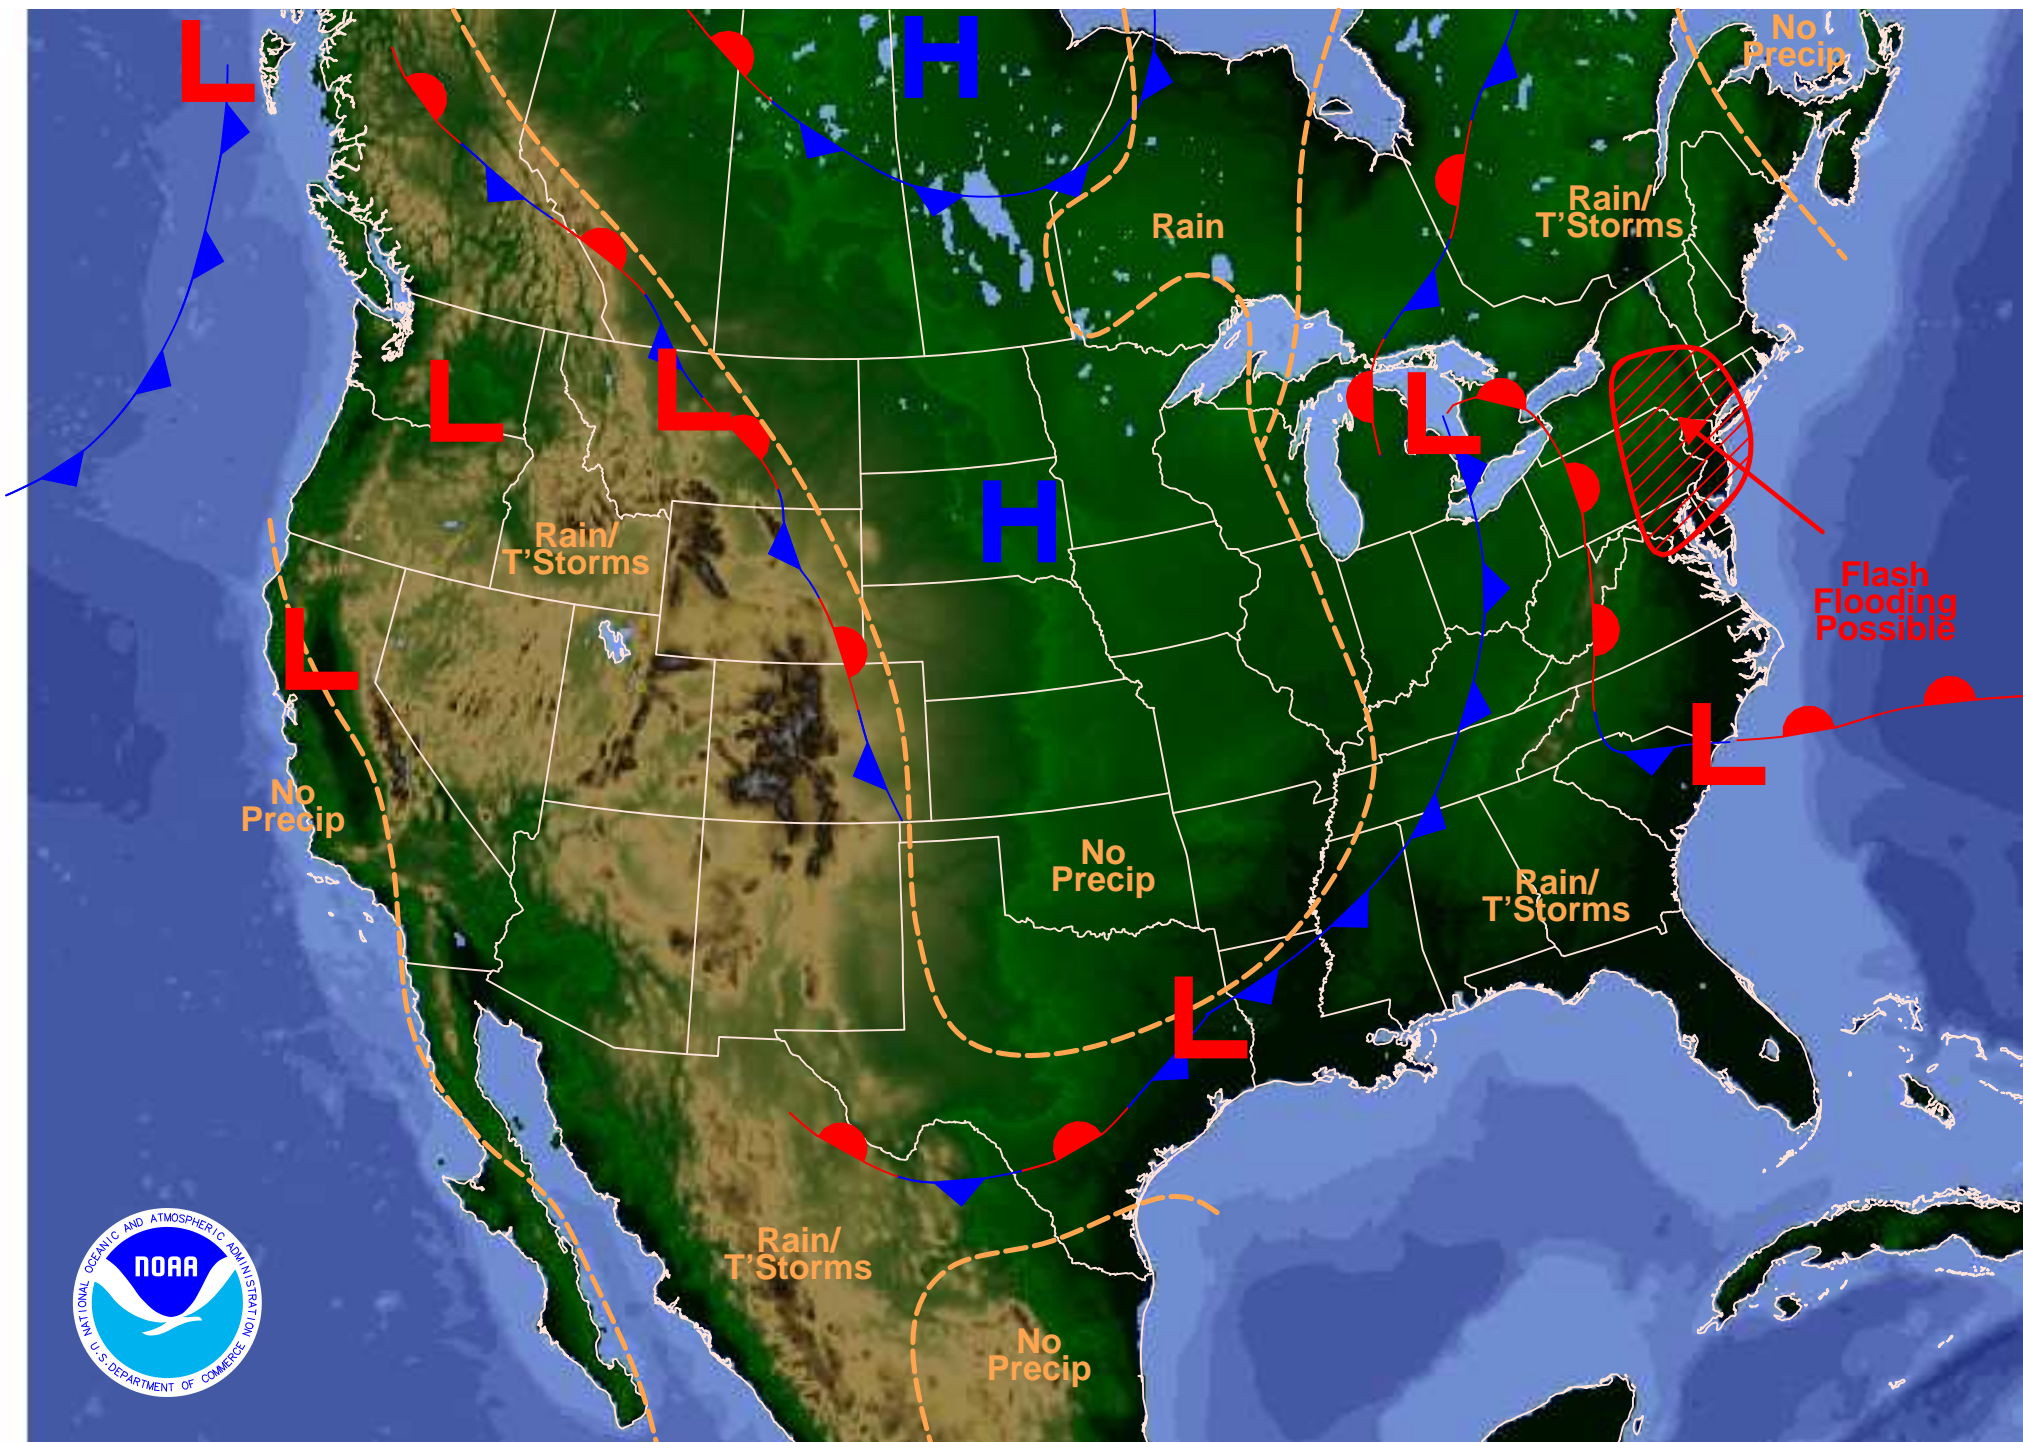 L
H
No
Precip
Rain/
T'Storms
Rain
L
L
L
H
Rain/
T'Storms
Flash
Flooding
Possible
L
No
Precip
L
No
Precip
Rain/
T'Storms
L
Rain/
T'Storms
No
Precip
NATIONAL OCEANIC AND ATMOSPHERIC ADMINISTRATION
NOAA
U.S. DEPARTMENT OF COMMERCE